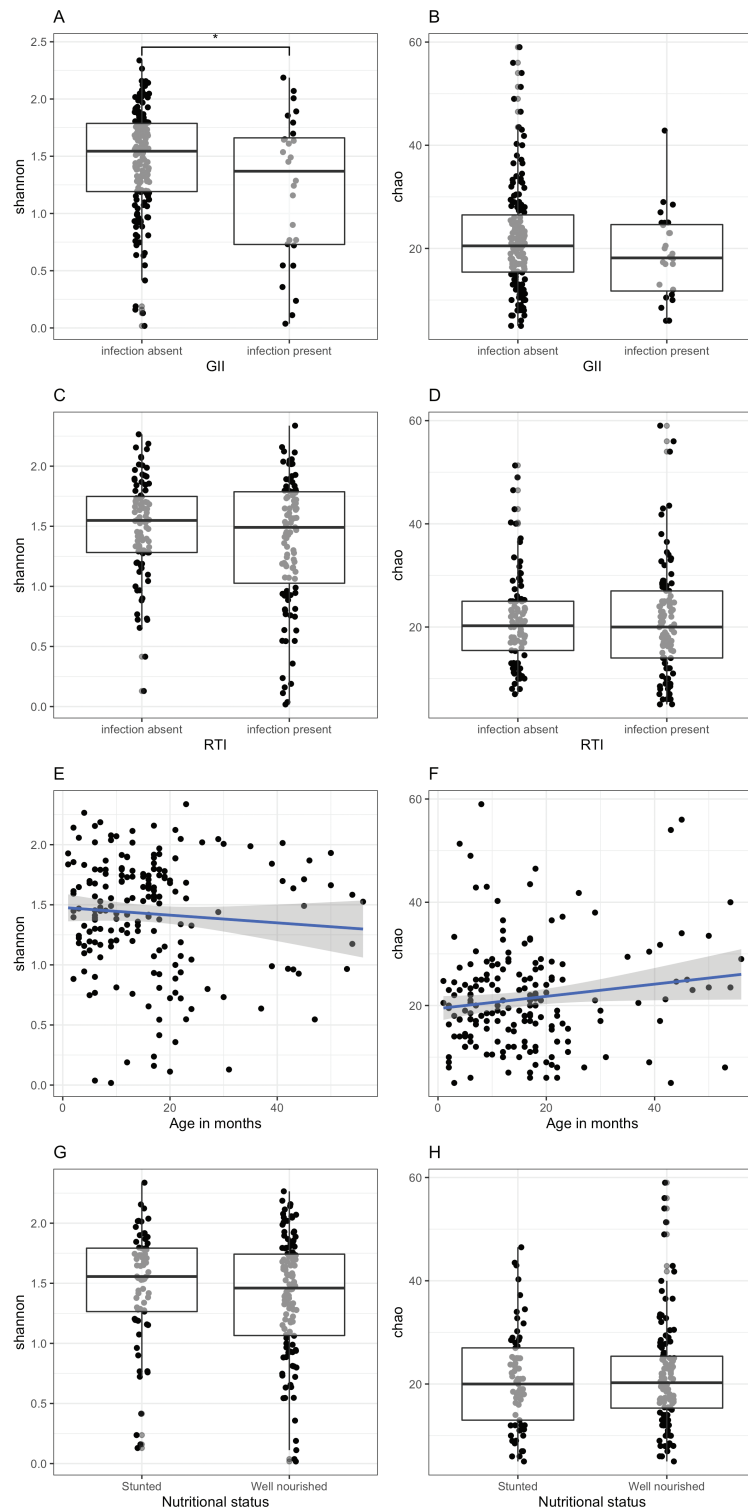 A
B
*
2.5
2.0
1.5
1.0
0.5
0.0
shannon
infection absent
infection present
GII
60
40
20
chao
infection absent
infection present
GII
C
D
2.0
1.5
1.0
0.5
0.0
shannon
infection absent
infection present
RTI
60
40
20
chao
infection absent
infection present
RTI
E
F
2.0
1.5
1.0
0.5
0.0
shannon
0
20
40
Age in months
60
40
20
0
chao
0
20
40
Age in months
G
H
2.0
1.5
1.0
0.5
0.0
shannon
Stunted
Well nourished
Nutritional status
60
40
20
chao
Stunted
Well nourished
Nutritional status